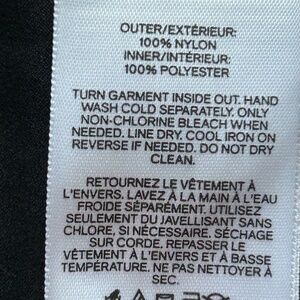 OUTER/EXTÉRIEUR:
100% NYLON
INNER/INTÉRIEUR:
100% POLYESTER
TURN GARMENT INSIDE OUT. HAND
WASH COLD SEPARATELY. ONLY
NON-CHLORINE BLEACH WHEN
NEEDED. LINE DRY. COOL IRON ON
REVERSE IF NEEDED. DO NOT DRY
CLEAN.
RETOURNEZ LE VÊTEMENT À
L'ENVERS. LAVEZ À LA MAIN À L'EAU
FROIDE SÉPARÉMENT. UTILISEZ
SEULEMENT DU JAVELLISANT SANS
CHLORE, SI NÉCESSAIRE. SÉCHAGE
SUR CORDE. REPASSER LE
VÊTEMENT À L'ENVERS ET À BASSE
TEMPÉRATURE. NE PAS NETTOYER À
SEC.